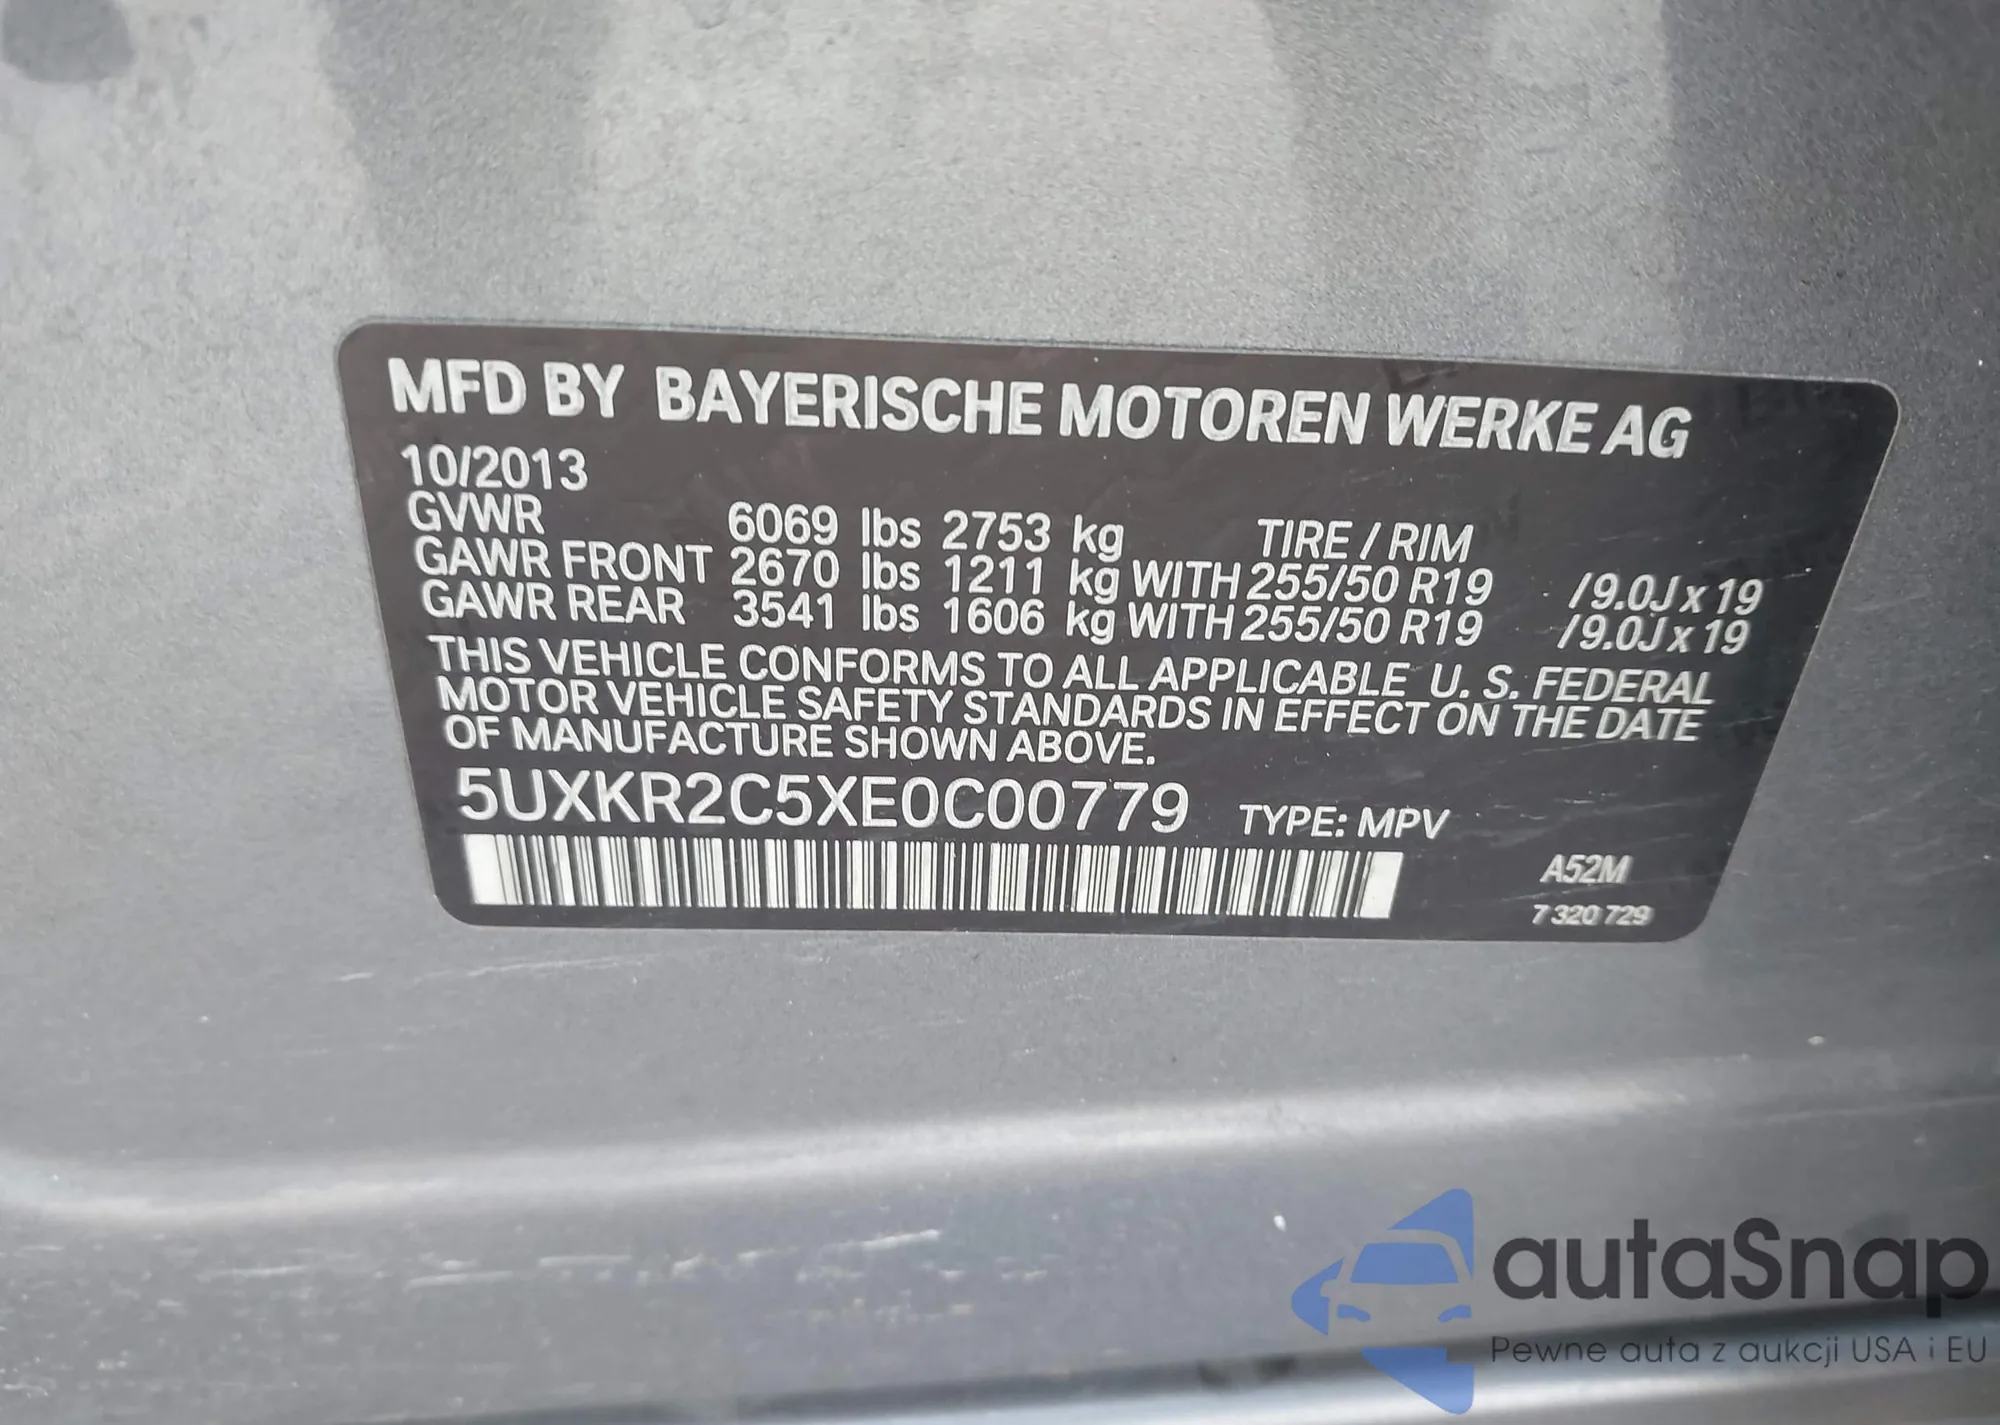 MFD BY BAYERISCHE MOTOREN WERKE AG
10/2013
GVWR 6069 lbs 2753 kg TIRE / RIM
GAWR FRONT 2670 lbs 1211 kg WITH 255/50 R19 /9.0J x 19
GAWR REAR 3541 lbs 1606 kg WITH 255/50 R19 /9.0J x 19
THIS VEHICLE CONFORMS TO ALL APPLICABLE U. S. FEDERAL
MOTOR VEHICLE SAFETY STANDARDS IN EFFECT ON THE DATE
OF MANUFACTURE SHOWN ABOVE.
5UXKR2C5XE0C00779 TYPE: MPV
A52M
7 320 729
autaSnap
Pewne auta z aukcji USA i EU